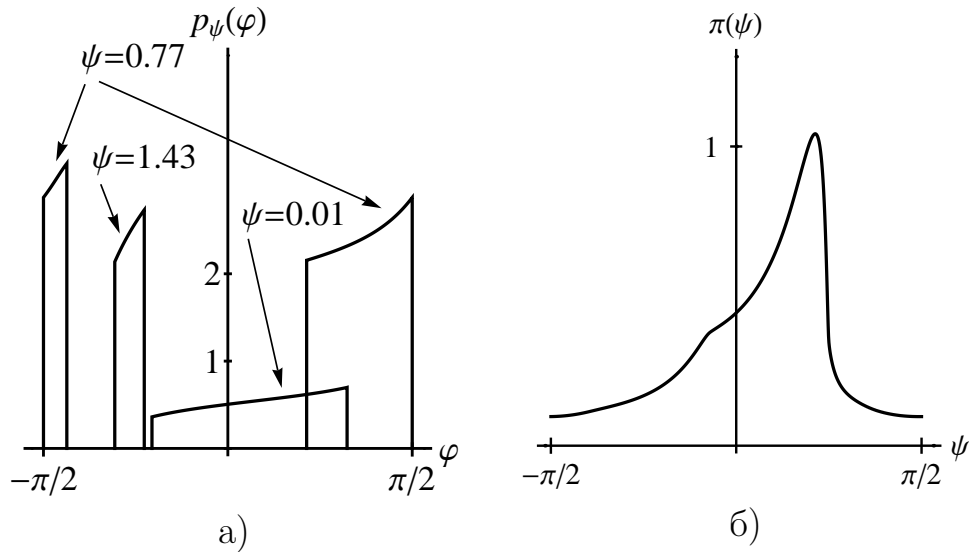 p_ψ(φ)
ψ=0.77
ψ=1.43
ψ=0.01
2
1
−π/2
π/2
φ
а)
π(ψ)
1
−π/2
π/2
ψ
б)